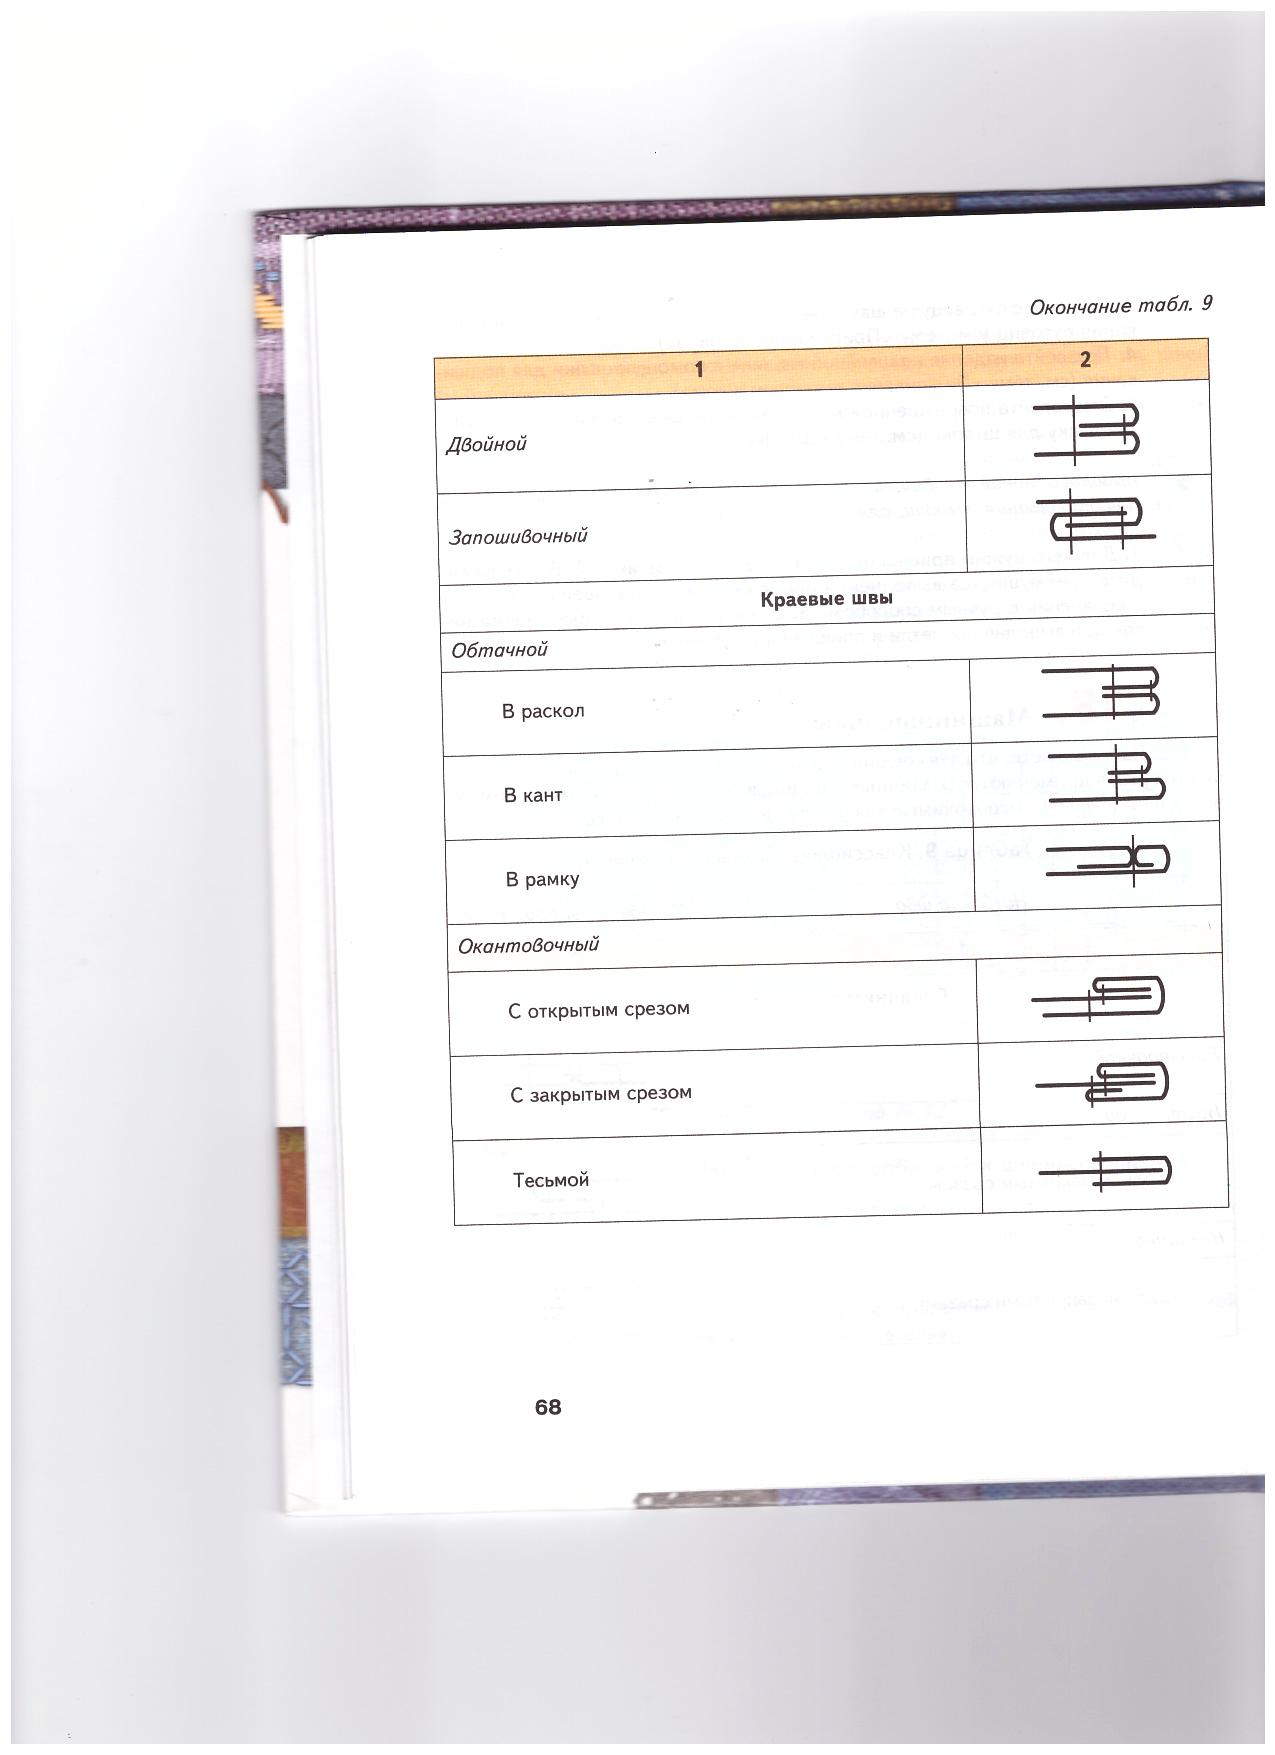 Окончание табл. 9
1 2
Двойной
Запошивочный
Краевые швы
Обтачной
В раскол
В кант
В рамку
Окантовочный
С открытым срезом
С закрытым срезом
Тесьмой
68